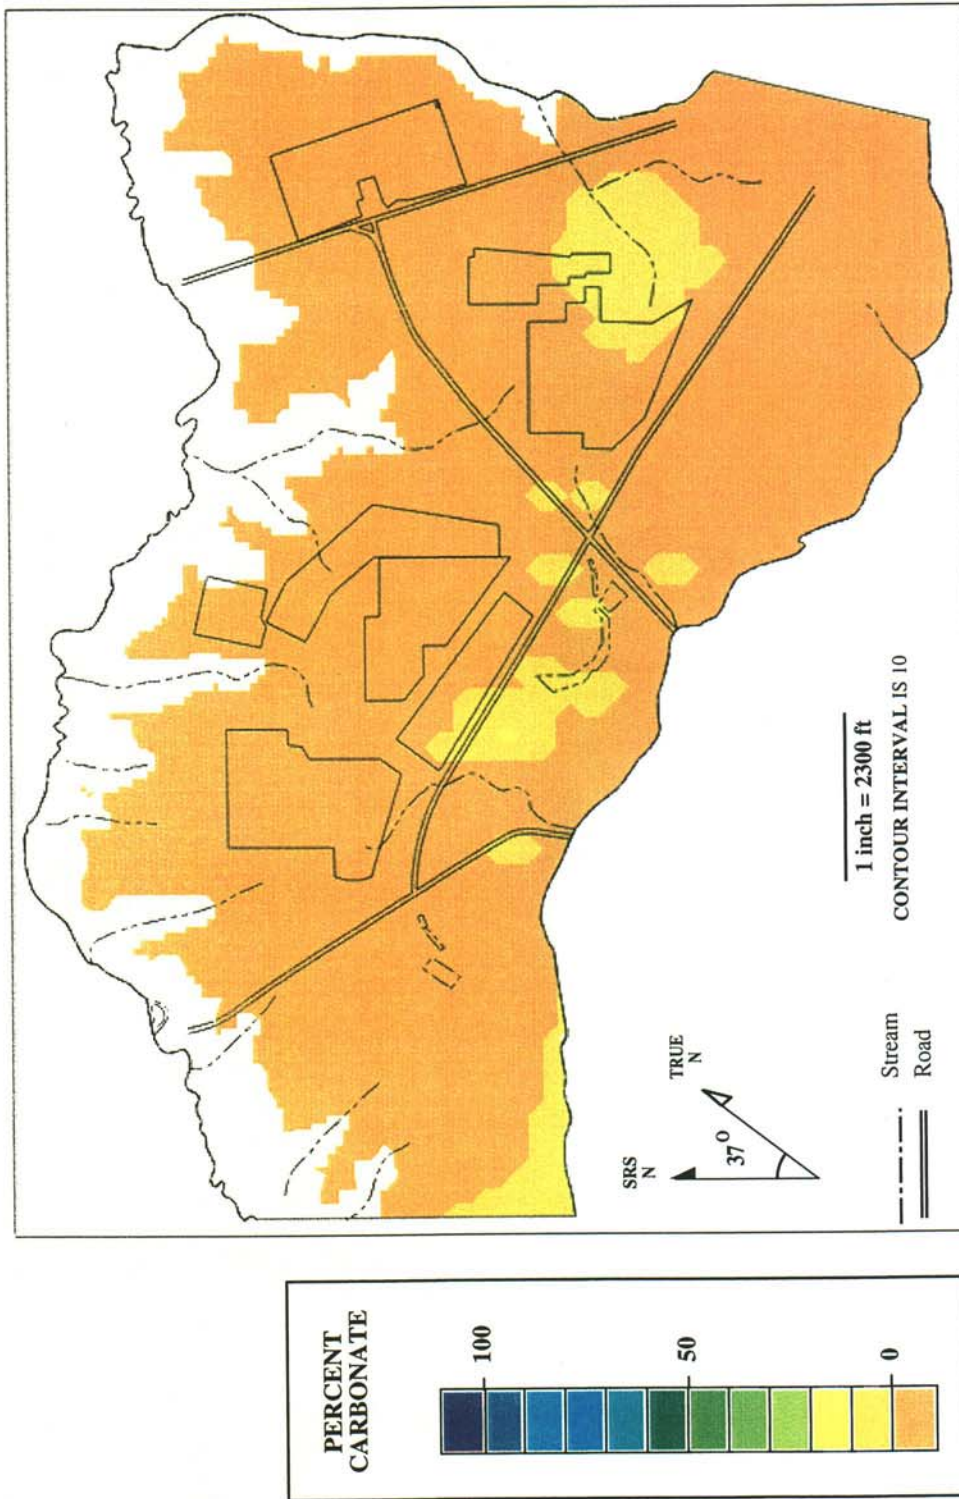 PERCENT
CARBONATE
100
50
0
SRS
N
TRUE
N
37°
Stream
Road
1 inch = 2300 ft
CONTOUR INTERVAL IS 10